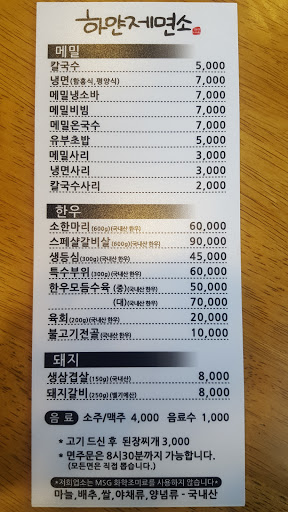 하얀제면소
메밀
칼국수 5,000
냉면(함흥식,평양식) 7,000
메밀냉소바 7,000
메밀비빔 7,000
메밀온국수 7,000
유부초밥 5,000
메밀사리 3,000
냉면사리 3,000
칼국수사리 2,000
한우
소한마리(600g)(국내산 한우) 60,000
스페샬갈비살(600g)(국내산 한우) 90,000
생등심(300g)(국내산 한우) 45,000
특수부위(300g)(국내산 한우) 60,000
한우모듬수육 (중)(국내산 한우) 50,000
(대)(국내산 한우) 70,000
육회(200g)(국내산 한우) 20,000
불고기전골(국내산 한우) 10,000
돼지
생삼겹살(150g)(국내산) 8,000
돼지갈비(250g)(벨기에산) 8,000
음료 소주/맥주 4,000 음료수 1,000
* 고기 드신 후 된장찌개 3,000
* 면주문은 8시30분까지 가능합니다.
(모든면은 직접 뽑습니다.)
*저희업소는 MSG 화학조미료를 사용하지 않습니다*
마늘,배추,쌀,야채류,양념류 - 국내산